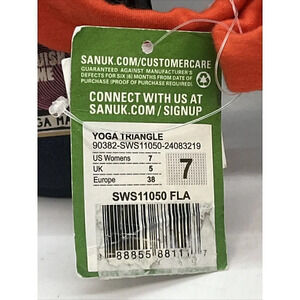 SANUK.COM/CUSTOMERCARE
GUARANTEED AGAINST MANUFACTURER
DEFECTS FOR SIX (6) MONTHS FROM DATE OF
PURCHASE (PROOF OF PURCHASE REQUIRED).
CONNECT WITH US AT
SANUK.COM/SIGNUP
YOGA TRIANGLE
90382-SWS11050-24083219
US Womens 7
UK 5
Europe 38
7
SWS11050 FLA